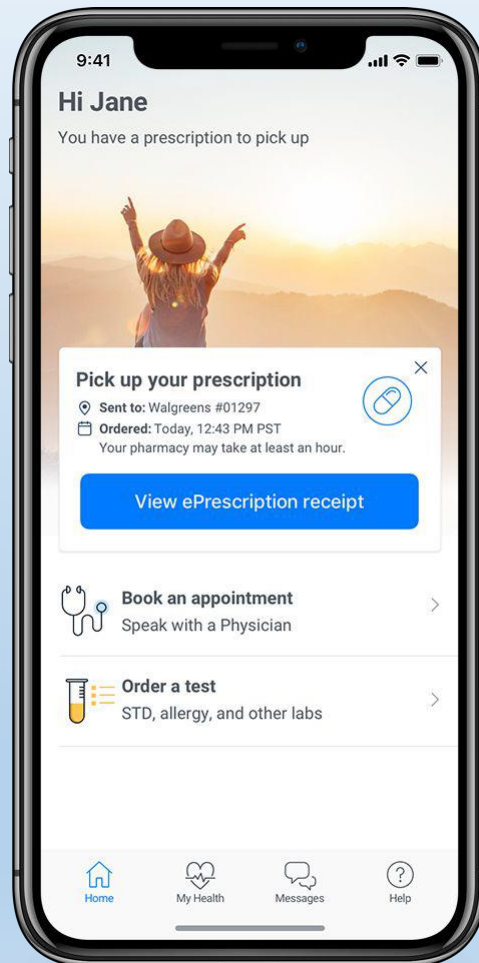 9:41
Hi Jane
You have a prescription to pick up
Pick up your prescription
Sent to: Walgreens #01297
Ordered: Today, 12:43 PM PST
Your pharmacy may take at least an hour.
View ePrescription receipt
Book an appointment
Speak with a Physician
Order a test
STD, allergy, and other labs
Home
My Health
Messages
Help